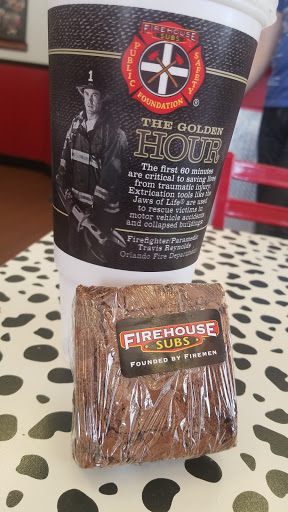 FIREHOUSE
SUBS
PUBLIC SAFETY
FOUNDATION
®
1
THE GOLDEN
HOUR
The first 60 minutes
are critical to saving lives
from traumatic injury.
Extrication tools like the
Jaws of Life® are used
to rescue victims in
motor vehicle accidents
and collapsed buildings.
Firefighter/Paramedic
Travis Reynolds
Orlando Fire Department
FIREHOUSE
SUBS
FOUNDED BY FIREMEN